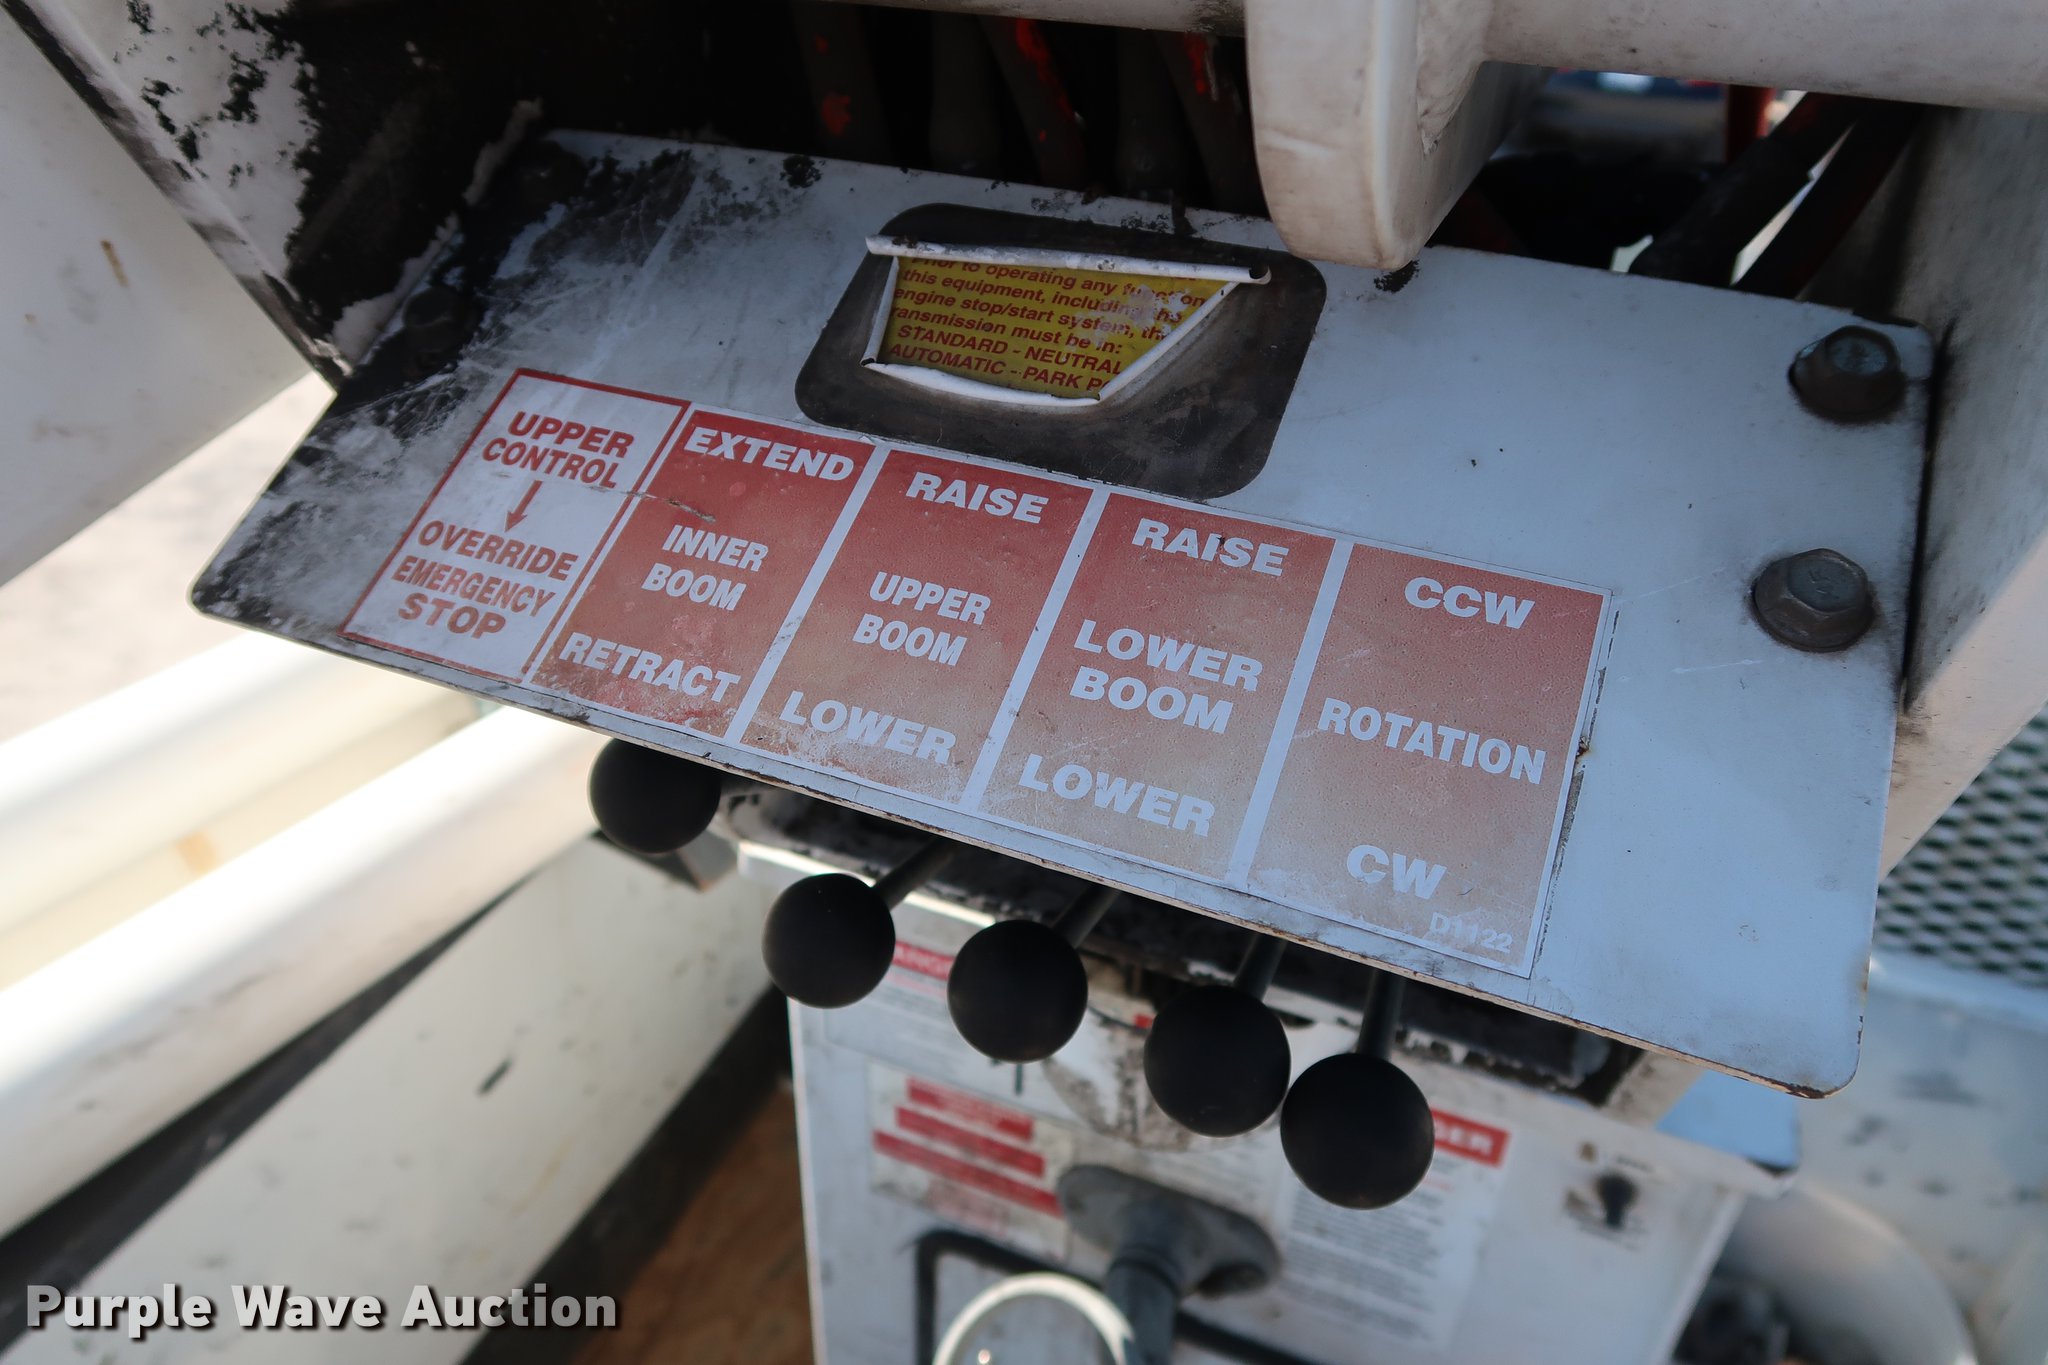 Prior to operating any function
this equipment, including the
engine stop/start system, the
ransmission must be in:
STANDARD - NEUTRAL
AUTOMATIC - PARK
UPPER
CONTROL
OVERRIDE
EMERGENCY
STOP
EXTEND
INNER
BOOM
RETRACT
RAISE
UPPER
BOOM
LOWER
RAISE
LOWER
BOOM
LOWER
CCW
ROTATION
CW
D1122
Purple Wave Auction